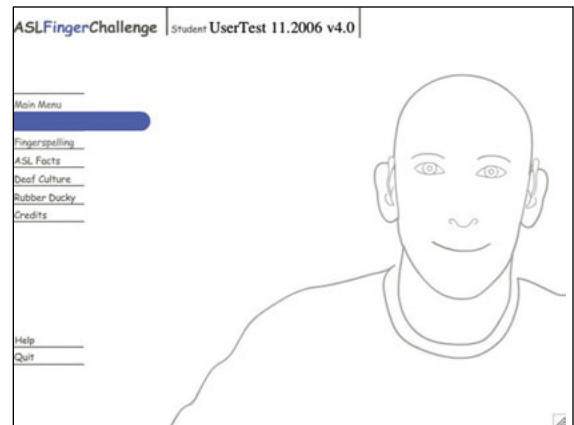 ASLFingerChallenge Student UserTest 11.2006 v4.0
Main Menu
Fingerspelling
ASL Facts
Deaf Culture
Rubber Ducky
Credits
Help
Quit